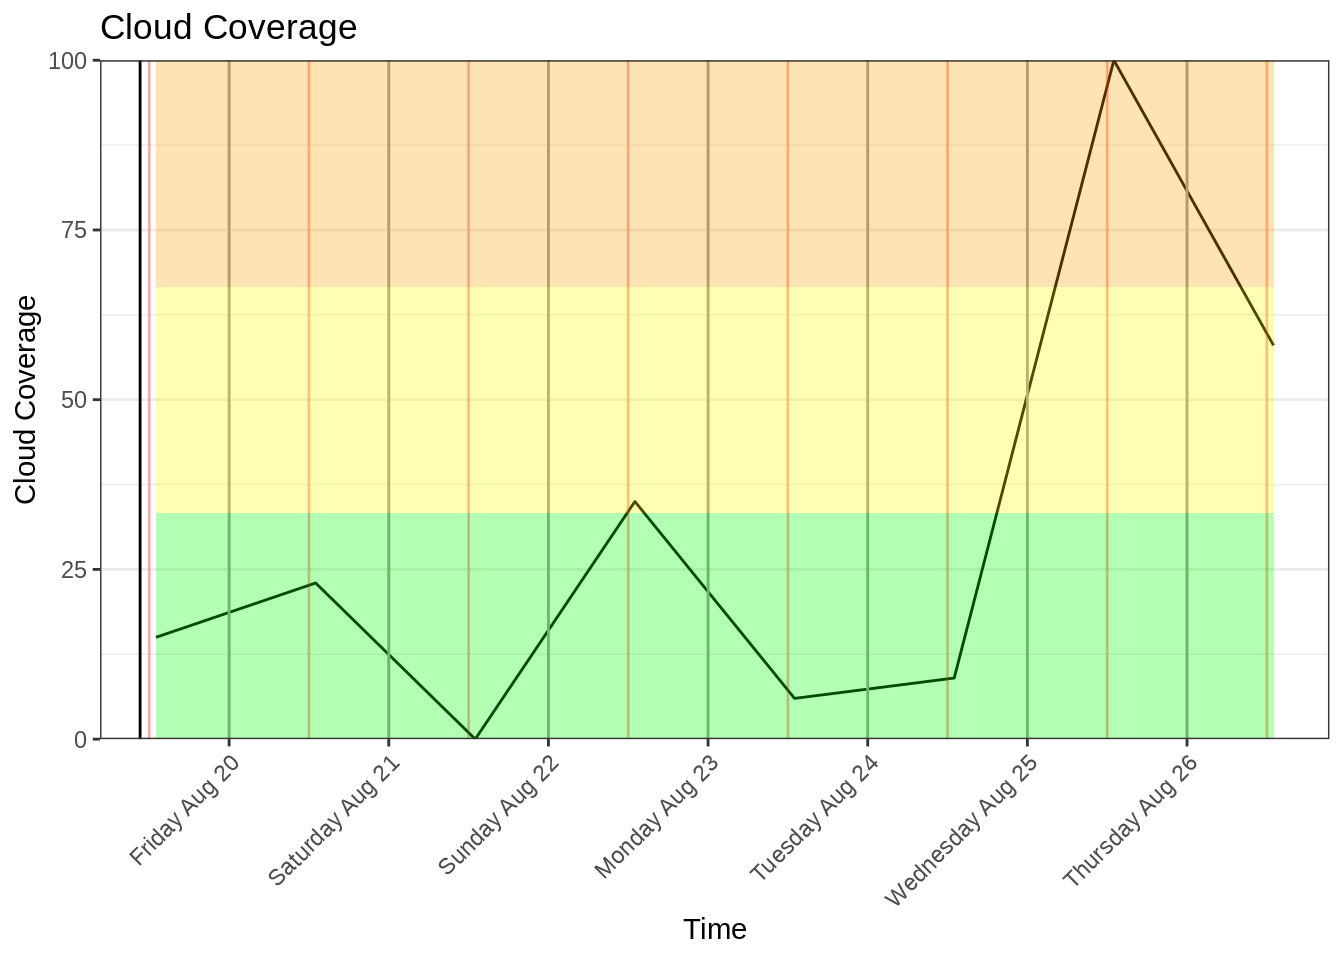 Cloud Coverage
100
75
50
25
0
Cloud Coverage
Friday Aug 20
Saturday Aug 21
Sunday Aug 22
Monday Aug 23
Tuesday Aug 24
Wednesday Aug 25
Thursday Aug 26
Time